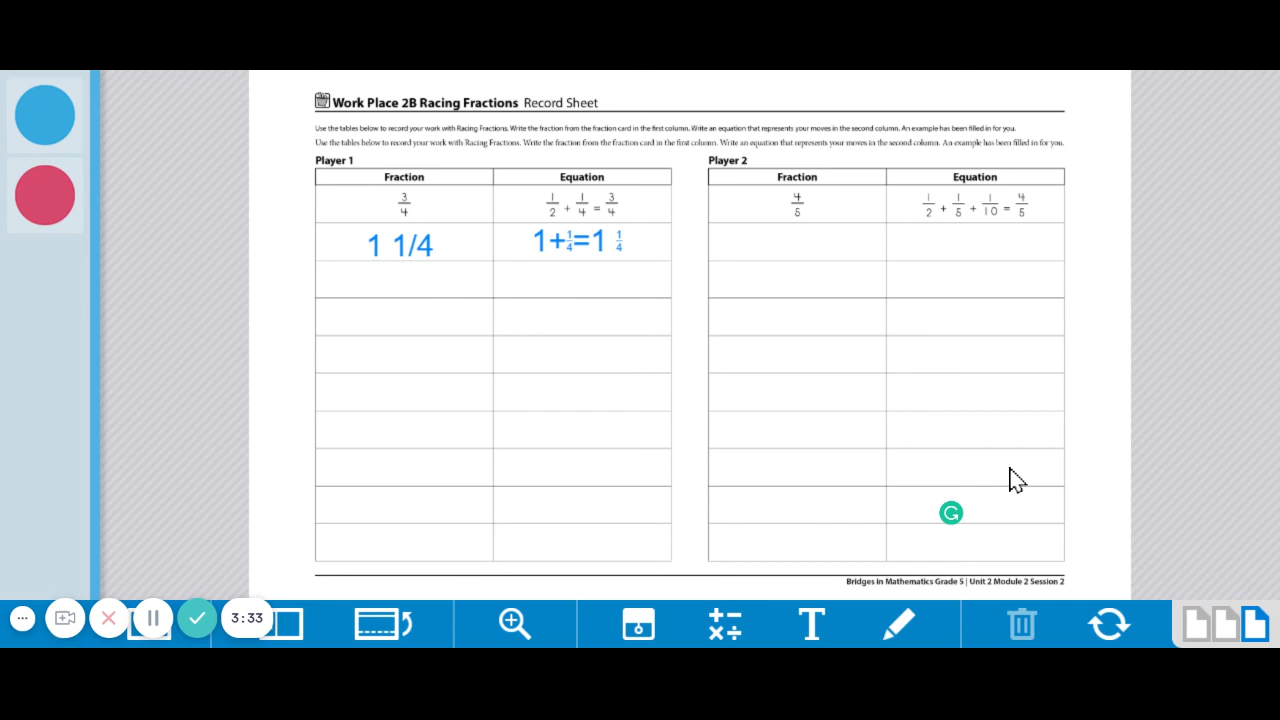 Work Place 2B Racing Fractions Record Sheet
Use the tables below to record your work with Racing Fractions. Write the fraction from the fraction card in the first column. Write an equation that represents your moves in the second column. An example has been filled in for you.
Use the tables below to record your work with Racing Fractions. Write the fraction from the fraction card in the first column. Write an equation that represents your moves in the second column. An example has been filled in for you.
Player 1
Fraction Equation
3/4 1/2 + 1/4 = 3/4
1 1/4 1+1/4=1 1/4
Player 2
Fraction Equation
4/5 1/2 + 1/5 + 1/10 = 4/5
Bridges in Mathematics Grade 5 | Unit 2 Module 2 Session 2
3:33
T